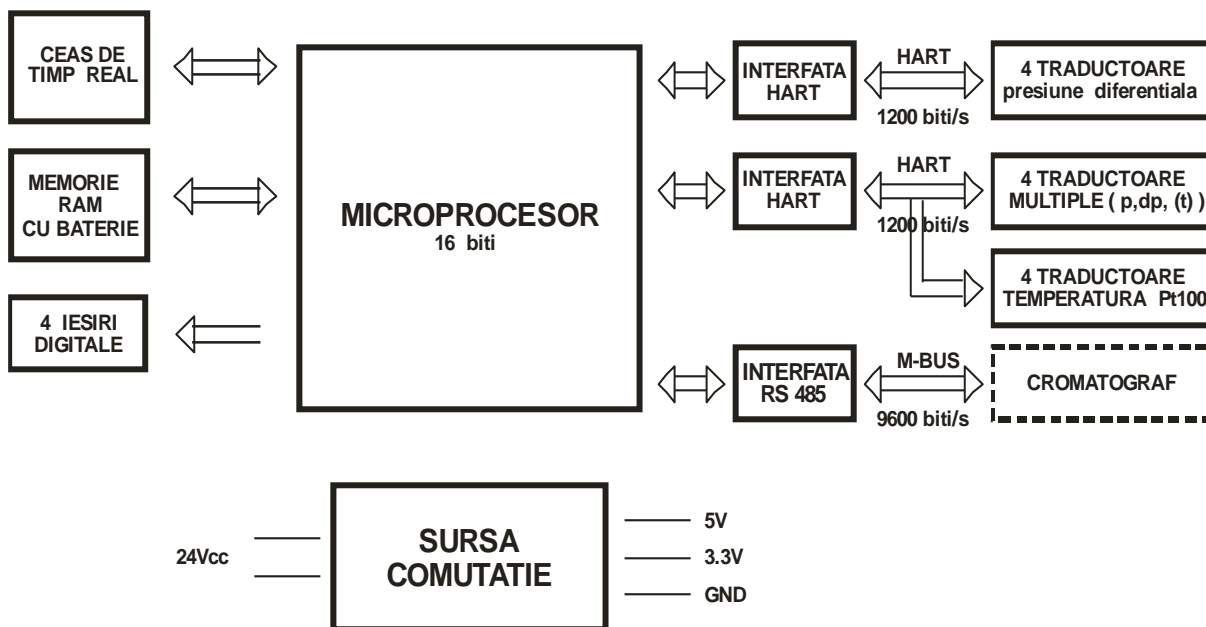 CEAS DE
TIMP REAL
MEMORIE
RAM
CU BATERIE
4 IESIRI
DIGITALE
MICROPROCESOR
16 biti
INTERFATA
HART
HART
1200 biti/s
4 TRADUCTOARE
presiune diferentiala
INTERFATA
HART
HART
1200 biti/s
4 TRADUCTOARE
MULTIPLE ( p,dp, (t) )
4 TRADUCTOARE
TEMPERATURA Pt100
INTERFATA
RS 485
M-BUS
9600 biti/s
CROMATOGRAF
24Vcc
SURSA
COMUTATIE
5V
3.3V
GND